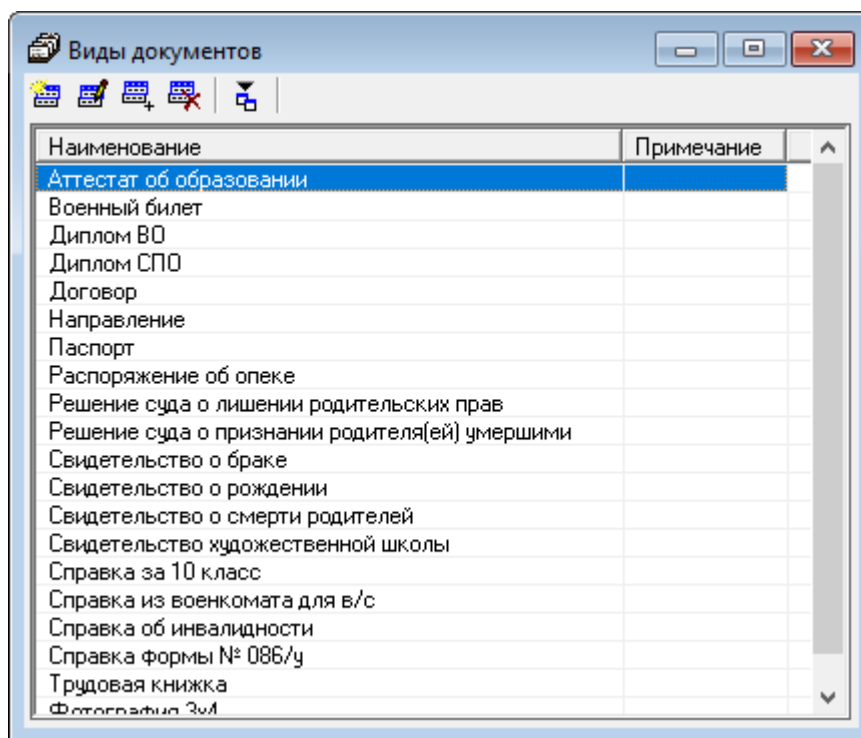 Виды документов
Наименование Примечание
Аттестат об образовании
Военный билет
Диплом ВО
Диплом СПО
Договор
Направление
Паспорт
Распоряжение об опеке
Решение суда о лишении родительских прав
Решение суда о признании родителя(ей) умершими
Свидетельство о браке
Свидетельство о рождении
Свидетельство о смерти родителей
Свидетельство художественной школы
Справка за 10 класс
Справка из военкомата для в/с
Справка об инвалидности
Справка формы № 086/у
Трудовая книжка
Фотография 3х4